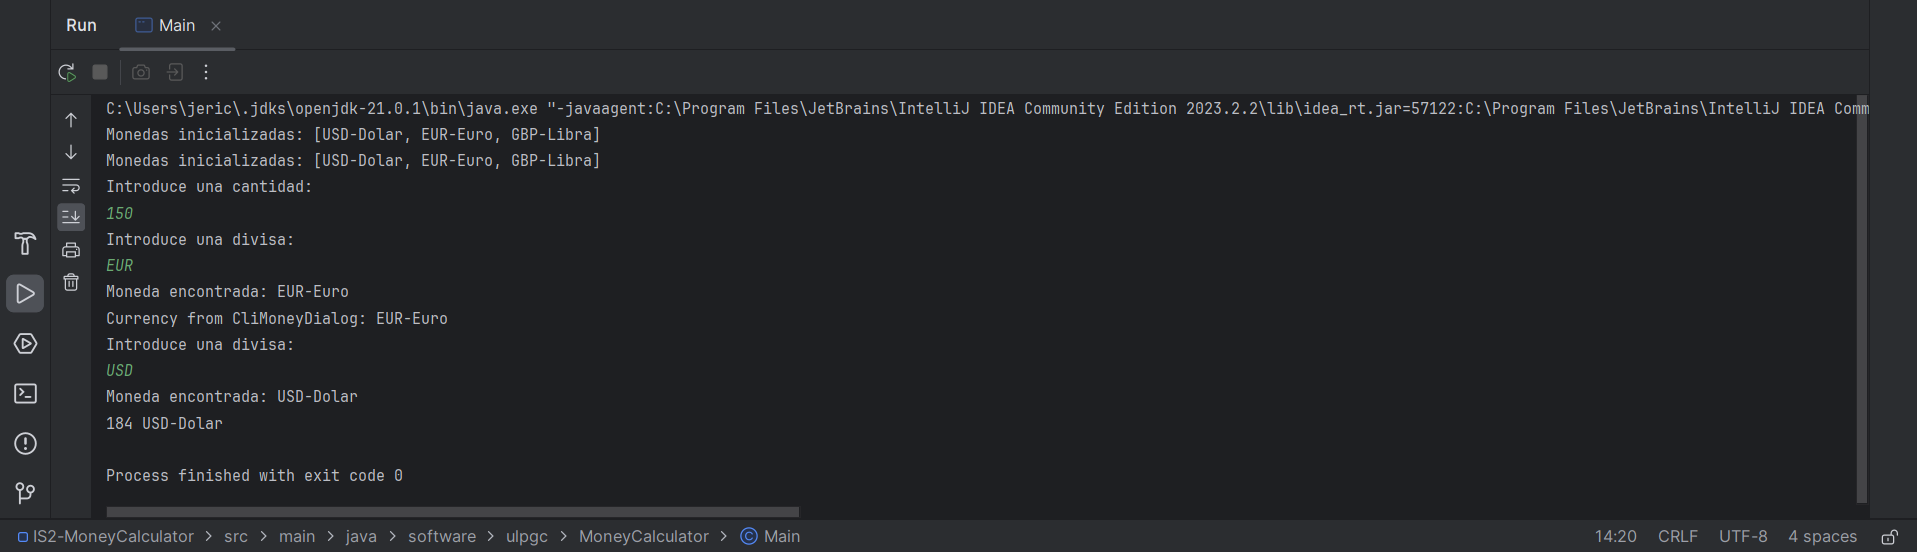 Run Main
C:\Users\jeric\.jdks\openjdk-21.0.1\bin\java.exe "-javaagent:C:\Program Files\JetBrains\IntelliJ IDEA Community Edition 2023.2.2\lib\idea_rt.jar=57122:C:\Program Files\JetBrains\IntelliJ IDEA Comm
Monedas inicializadas: [USD-Dolar, EUR-Euro, GBP-Libra]
Monedas inicializadas: [USD-Dolar, EUR-Euro, GBP-Libra]
Introduce una cantidad:
150
Introduce una divisa:
EUR
Moneda encontrada: EUR-Euro
Currency from CliMoneyDialog: EUR-Euro
Introduce una divisa:
USD
Moneda encontrada: USD-Dolar
184 USD-Dolar
Process finished with exit code 0
IS2-MoneyCalculator > src > main > java > software > ulpgc > MoneyCalculator > C Main 14:20 CRLF UTF-8 4 spaces